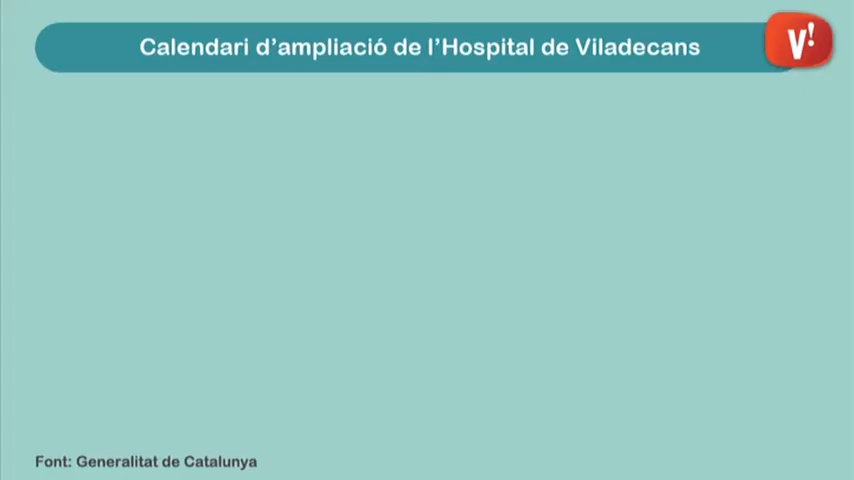 Calendari d’ampliació de l’Hospital de Viladecans
V!
Font: Generalitat de Catalunya